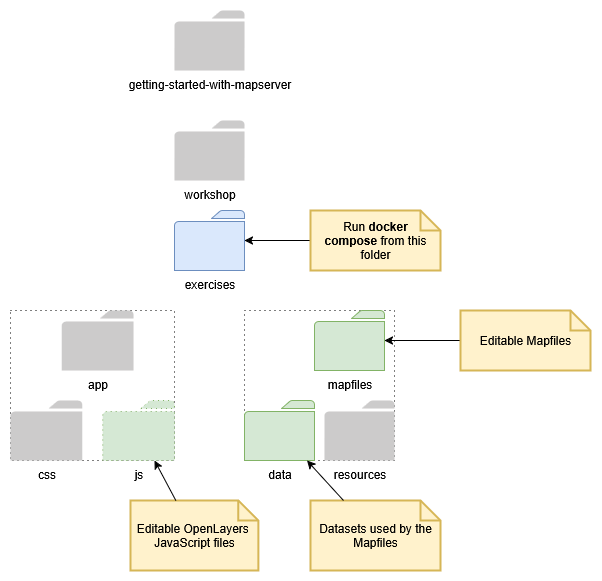 getting-started-with-mapserver
workshop
Run docker
compose from this
folder
exercises
Editable Mapfiles
app
mapfiles
css
js
data
resources
Editable OpenLayers
JavaScript files
Datasets used by the
Mapfiles